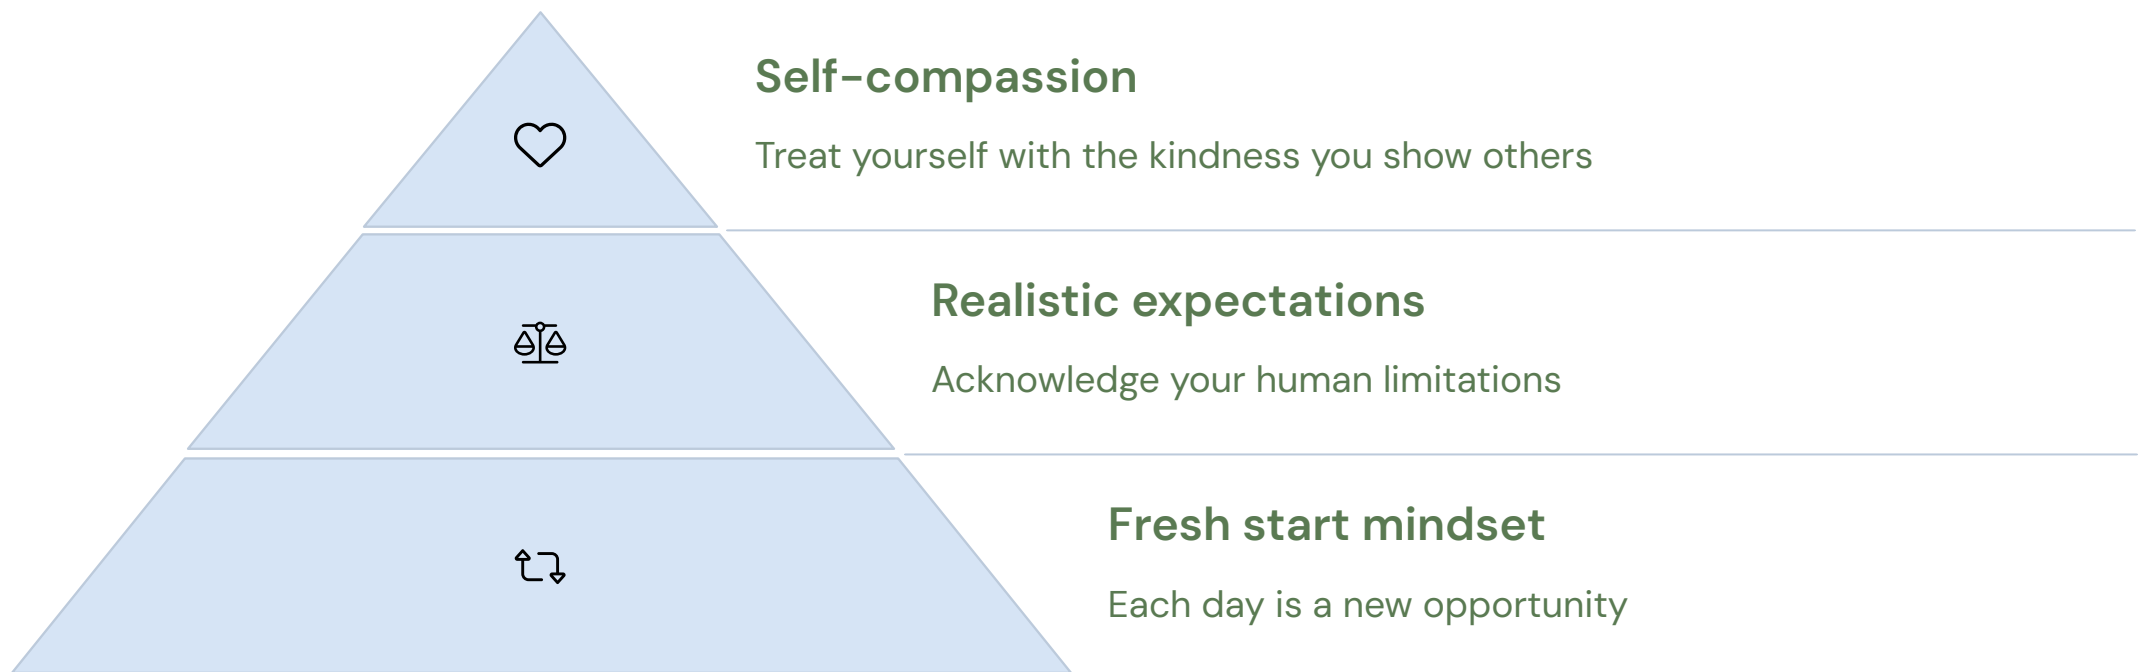 Self-compassion
Treat yourself with the kindness you show others
Realistic expectations
Acknowledge your human limitations
Fresh start mindset
Each day is a new opportunity